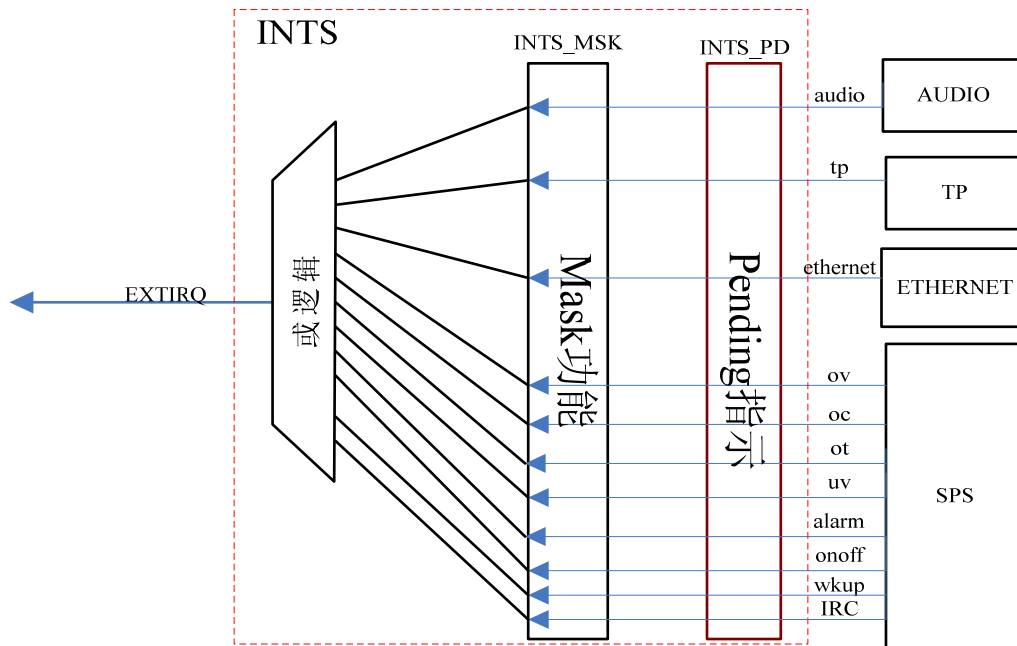 INTS
INTS_MSK
INTS_PD
audio
AUDIO
tp
TP
ethernet
ETHERNET
EXTIRQ
或逻辑
Mask功能
Pending指示
ov
oc
ot
uv
SPS
alarm
onoff
wkup
IRC